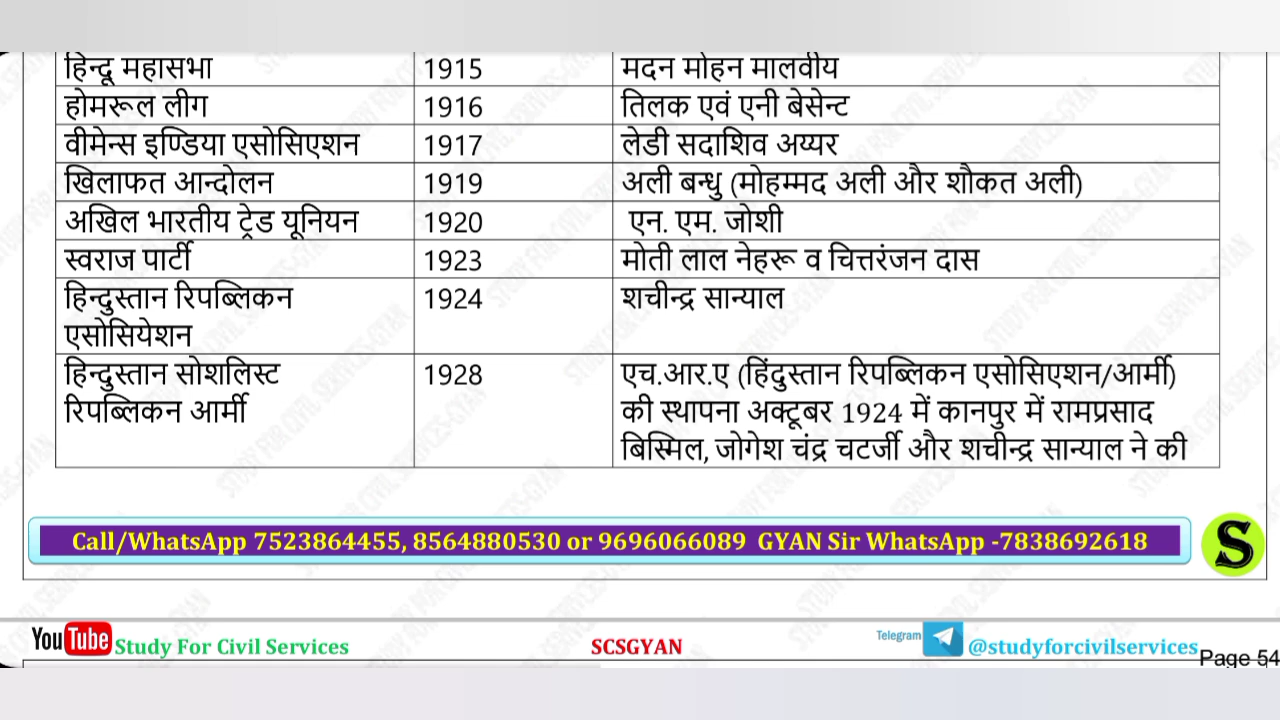 हिन्दू महासभा 1915 मदन मोहन मालवीय
होमरूल लीग 1916 तिलक एवं एनी बेसेन्ट
वीमेन्स इण्डिया एसोसिएशन 1917 लेडी सदाशिव अय्यर
खिलाफत आन्दोलन 1919 अली बन्धु (मोहम्मद अली और शौकत अली)
अखिल भारतीय ट्रेड यूनियन 1920 एन. एम. जोशी
स्वराज पार्टी 1923 मोती लाल नेहरू व चित्तरंजन दास
हिन्दुस्तान रिपब्लिकन 1924 शचीन्द्र सान्याल
एसोसियेशन
हिन्दुस्तान सोशलिस्ट 1928 एच.आर.ए (हिंदुस्तान रिपब्लिकन एसोसिएशन/आर्मी)
रिपब्लिकन आर्मी की स्थापना अक्टूबर 1924 में कानपुर में रामप्रसाद
बिस्मिल, जोगेश चंद्र चटर्जी और शचीन्द्र सान्याल ने की
Call/WhatsApp 7523864455, 8564880530 or 9696066089 GYAN Sir WhatsApp -7838692618
S
YouTube Study For Civil Services SCSGYAN Telegram @studyforcivilservices
Page 54